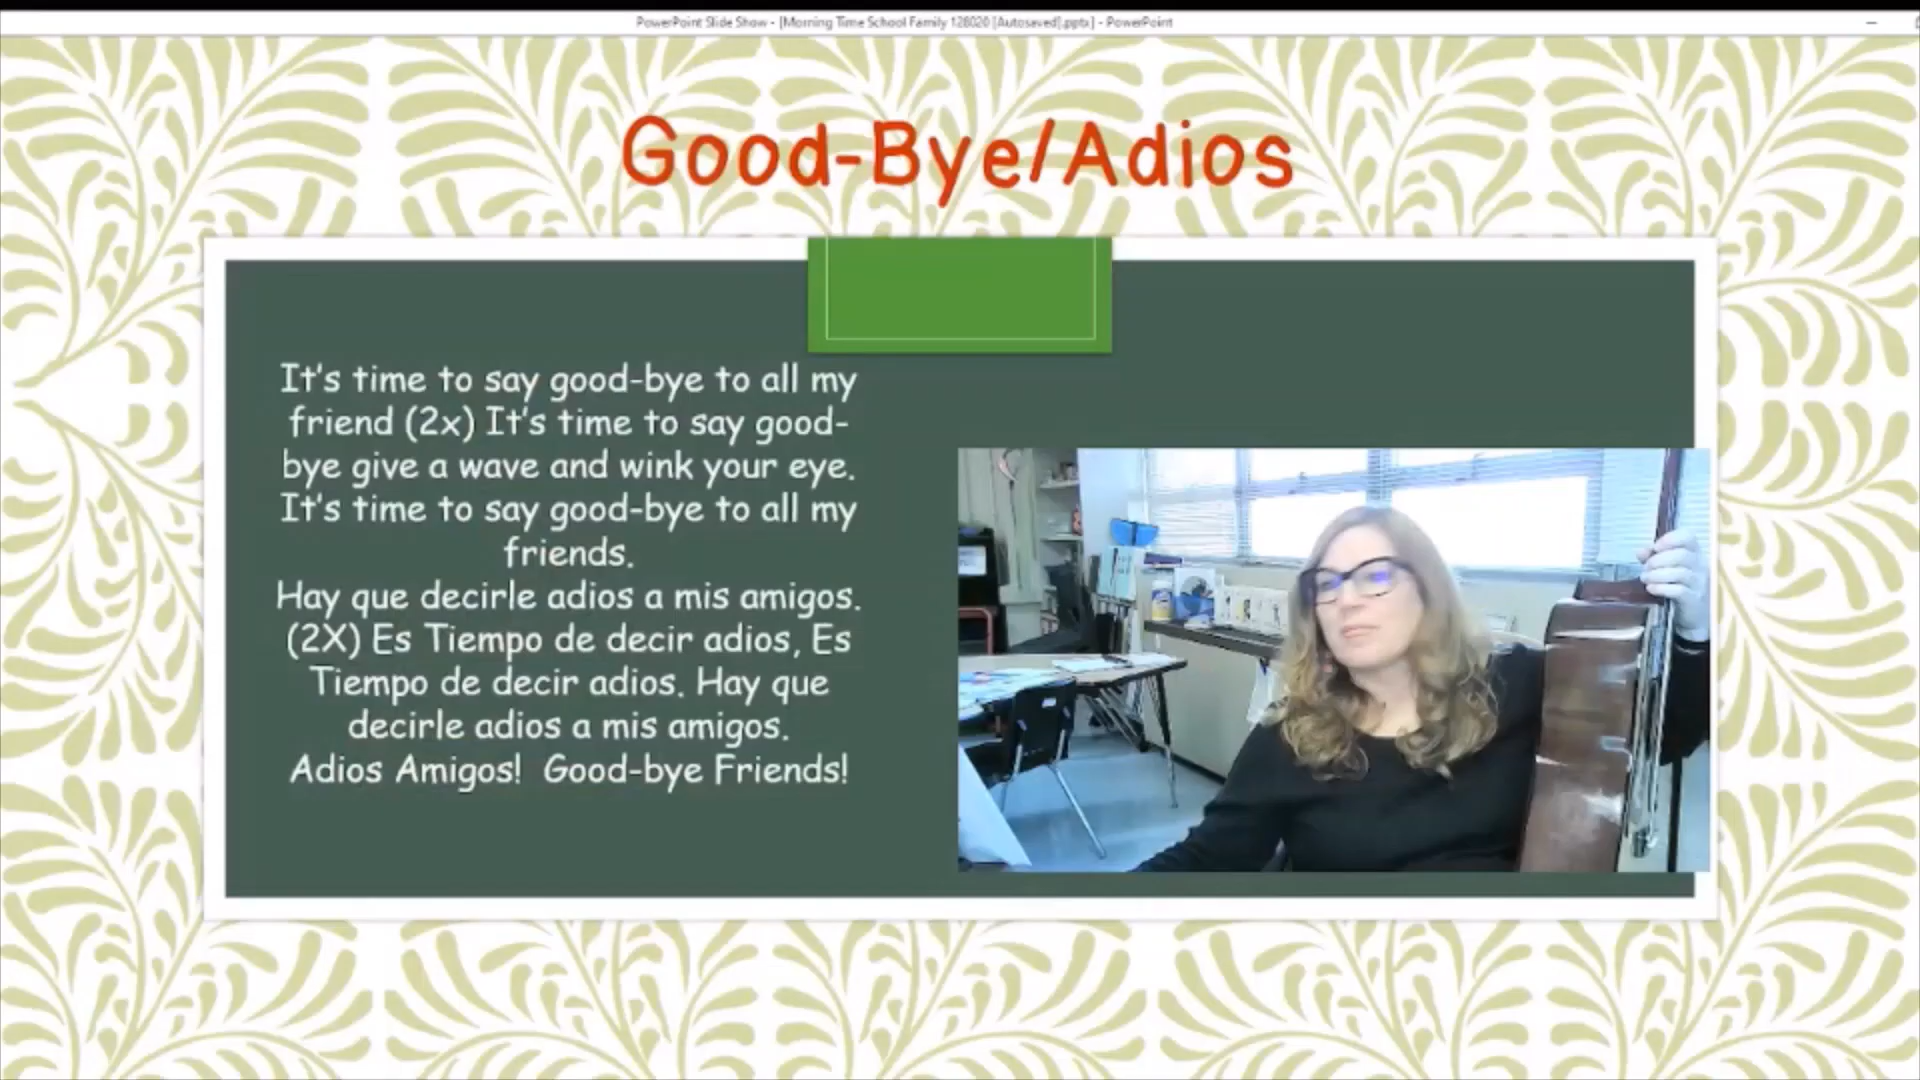 PowerPoint Slide Show - [Morning Time School Family 128020 [Autosaved].pptx] - PowerPoint
Good-Bye/Adios
It's time to say good-bye to all my
friend (2x) It's time to say good-
bye give a wave and wink your eye.
It's time to say good-bye to all my
friends.
Hay que decirle adios a mis amigos.
(2X) Es Tiempo de decir adios, Es
Tiempo de decir adios. Hay que
decirle adios a mis amigos.
Adios Amigos!  Good-bye Friends!